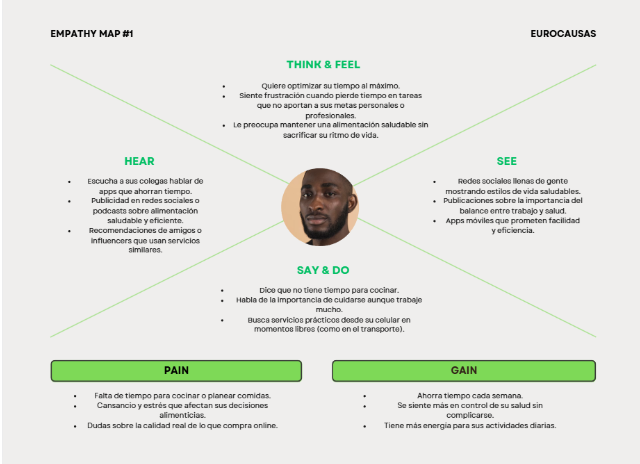 EMPATHY MAP #1
EUROCAUSAS
THINK & FEEL
• Quiere optimizar su tiempo al máximo.
• Siente frustración cuando pierde tiempo en tareas
que no aportan a sus metas personales o
profesionales.
• Le preocupa mantener una alimentación saludable sin
sacrificar su ritmo de vida.
HEAR
• Escucha a sus colegas hablar de
apps que ahorran tiempo.
• Publicidad en redes sociales o
podcasts sobre alimentación
saludable y eficiente.
• Recomendaciones de amigos o
influencers que usan servicios
similares.
SEE
• Redes sociales llenas de gente
mostrando estilos de vida saludables.
• Publicaciones sobre la importancia del
balance entre trabajo y salud.
• Apps móviles que prometen facilidad
y eficiencia.
SAY & DO
• Dice que no tiene tiempo para cocinar.
• Habla de la importancia de cuidarse aunque trabaje
mucho.
• Busca servicios prácticos desde su celular en
momentos libres (como en el transporte).
PAIN
• Falta de tiempo para cocinar o planear comidas.
• Cansancio y estrés que afectan sus decisiones
alimenticias.
• Dudas sobre la calidad real de lo que compra online.
GAIN
• Ahorra tiempo cada semana.
• Se siente más en control de su salud sin
complicarse.
• Tiene más energía para sus actividades diarias.